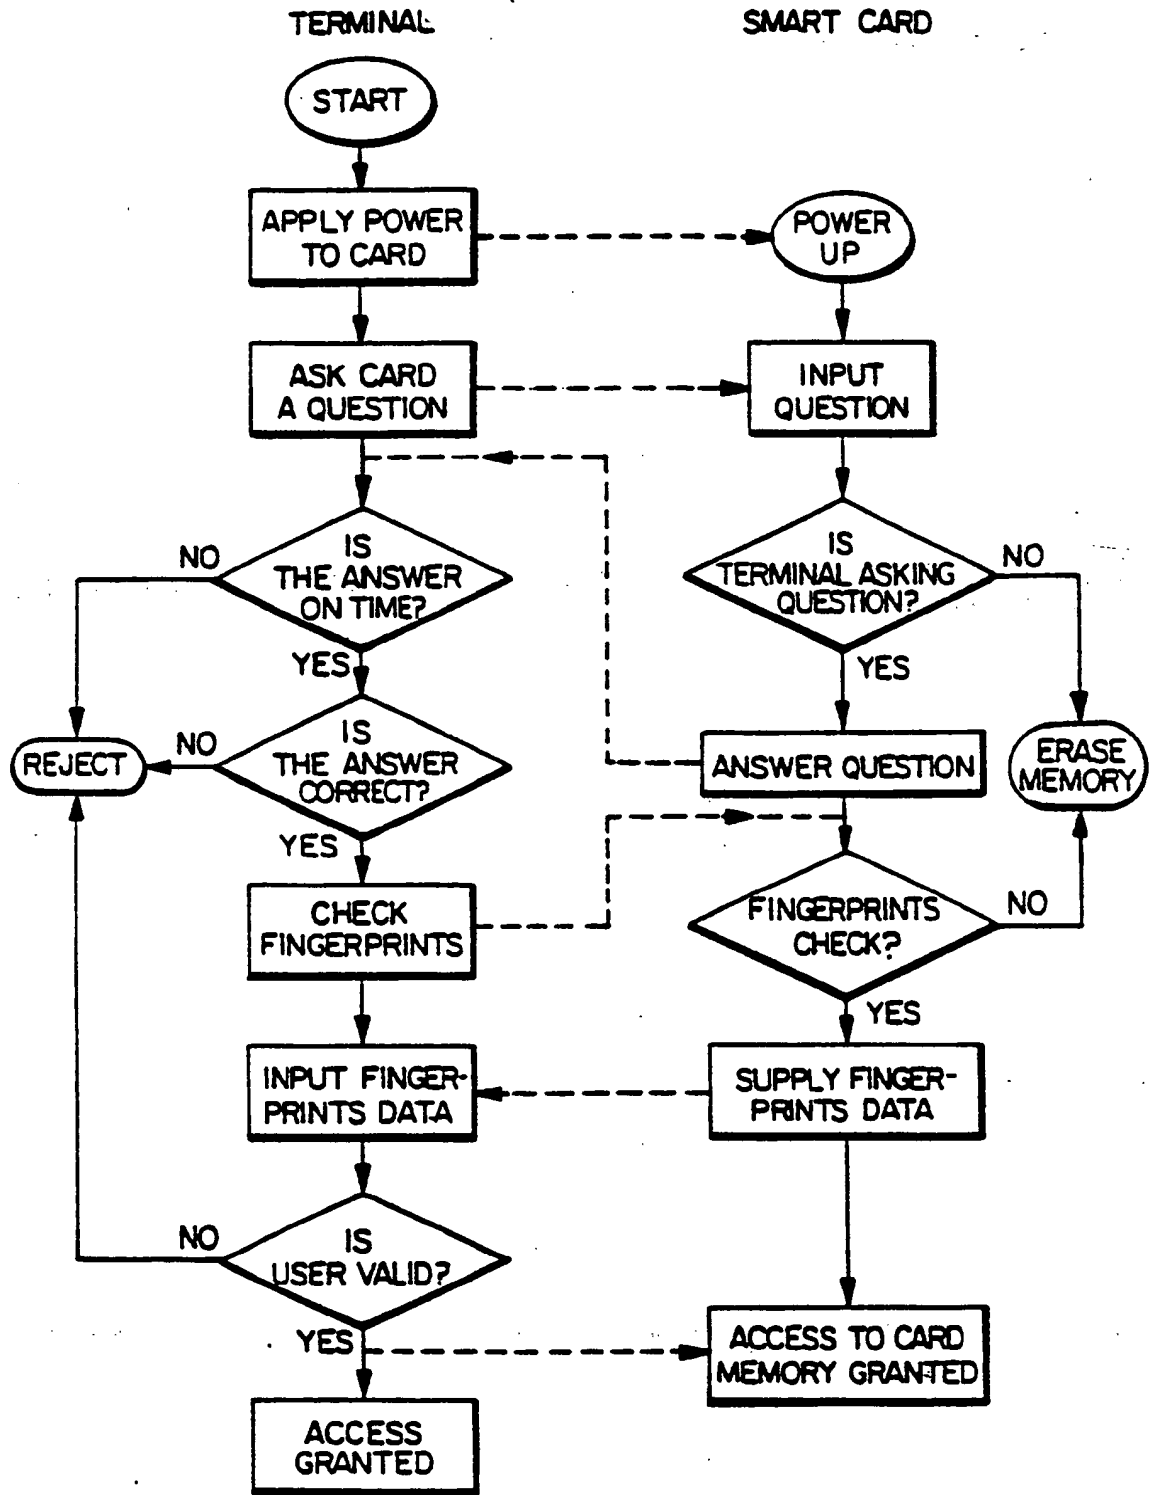 TERMINAL
SMART CARD
START
APPLY POWER
TO CARD
POWER
UP
ASK CARD
A QUESTION
INPUT
QUESTION
IS
THE ANSWER
ON TIME?
NO
YES
IS
TERMINAL ASKING
QUESTION?
NO
YES
REJECT
NO
IS
THE ANSWER
CORRECT?
YES
ANSWER QUESTION
ERASE
MEMORY
CHECK
FINGERPRINTS
FINGERPRINTS
CHECK?
NO
YES
INPUT FINGER-
PRINTS DATA
SUPPLY FINGER-
PRINTS DATA
NO
IS
USER VALID?
YES
ACCESS TO CARD
MEMORY GRANTED
ACCESS
GRANTED